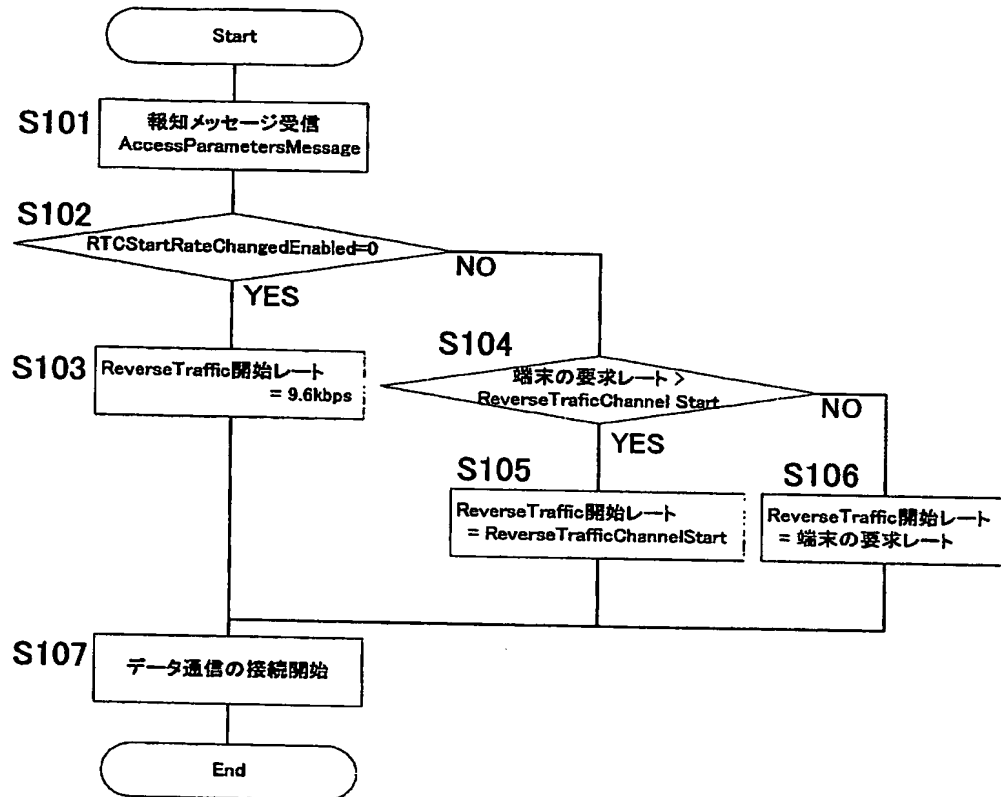 Start
S101
報知メッセージ受信
AccessParametersMessage
S102
RTCStartRateChangedEnabled=0
NO
YES
S103
ReverseTraffic開始レート
= 9.6kbps
S104
端末の要求レート >
ReverseTraficChannel Start
NO
YES
S105
ReverseTraffic開始レート
= ReverseTrafficChannelStart
S106
ReverseTraffic開始レート
= 端末の要求レート
S107
データ通信の接続開始
End